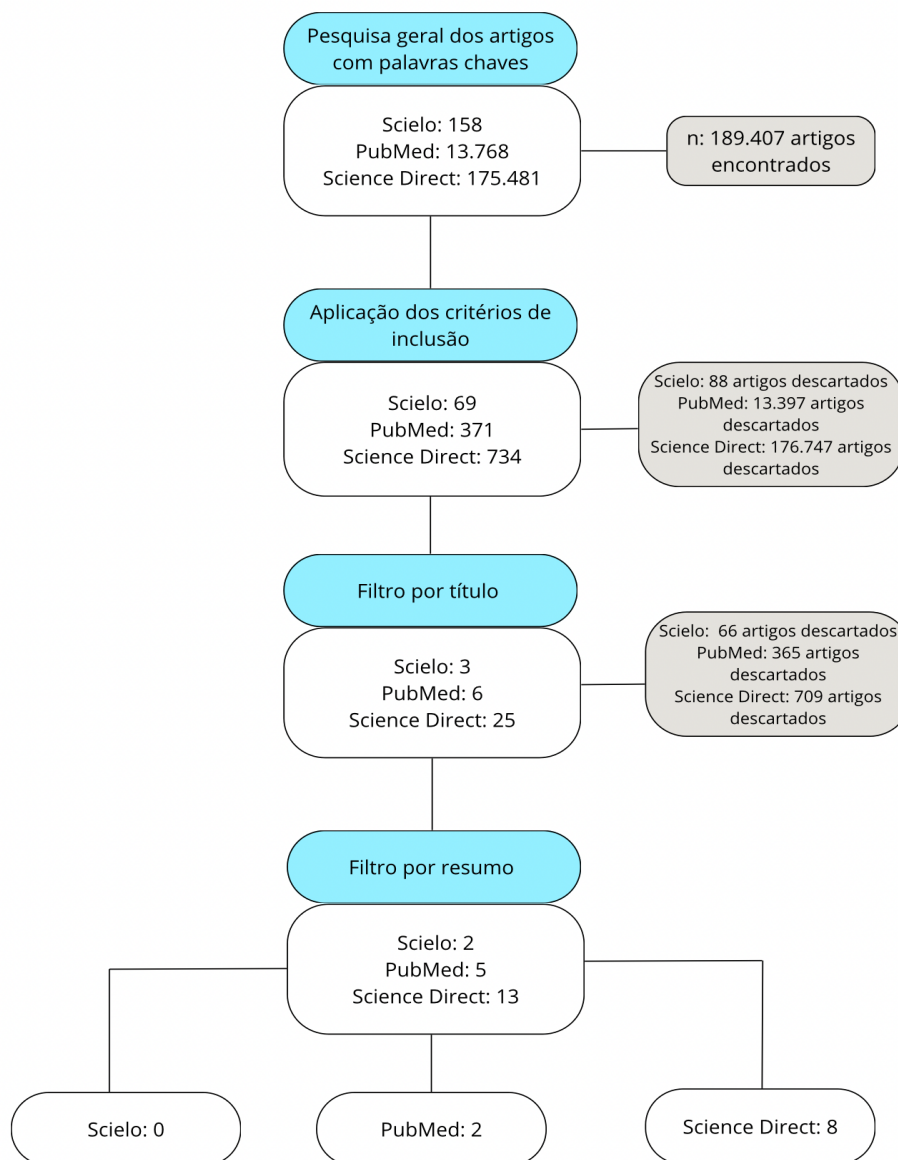 Pesquisa geral dos artigos
com palavras chaves
Scielo: 158
PubMed: 13.768
Science Direct: 175.481
n: 189.407 artigos
encontrados
Aplicação dos critérios de
inclusão
Scielo: 69
PubMed: 371
Science Direct: 734
Scielo: 88 artigos descartados
PubMed: 13.397 artigos
descartados
Science Direct: 176.747 artigos
descartados
Filtro por título
Scielo: 3
PubMed: 6
Science Direct: 25
Scielo:  66 artigos descartados
PubMed: 365 artigos
descartados
Science Direct: 709 artigos
descartados
Filtro por resumo
Scielo: 2
PubMed: 5
Science Direct: 13
Scielo: 0
PubMed: 2
Science Direct: 8